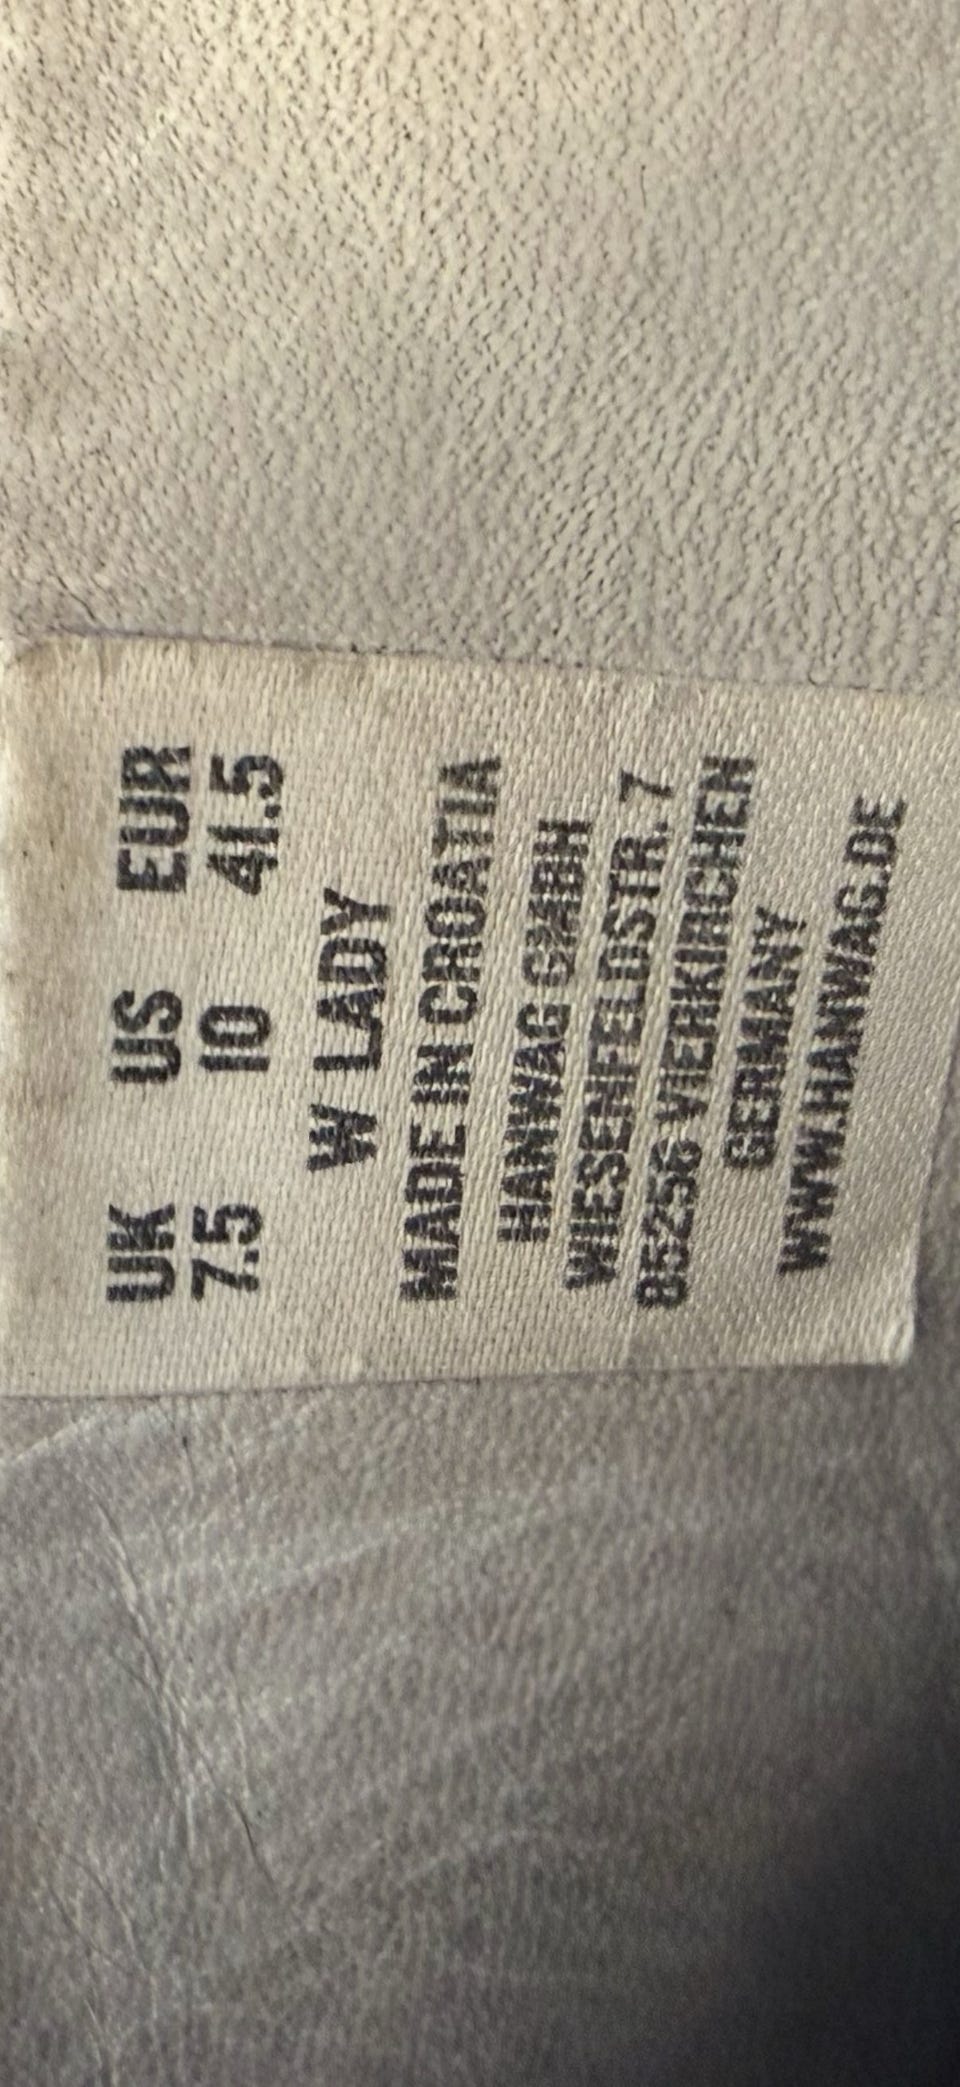 UK US EUR
7.5 10 41.5
W LADY
MADE IN CROATIA
HANWAG GMBH
WIESENFELDSTR. 7
85256 VIERKIRCHEN
GERMANY
WWW.HANWAG.DE